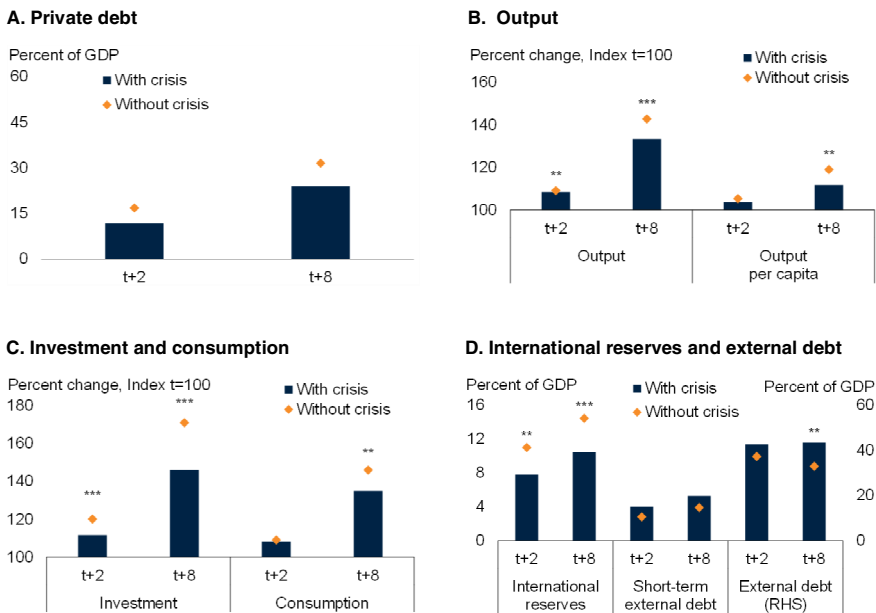 A. Private debt
Percent of GDP
With crisis
Without crisis
60
45
30
15
0
t+2
t+8
B. Output
Percent change, Index t=100
With crisis
Without crisis
160
140
120
100
**
***
**
t+2
t+8
t+2
t+8
Output
Output
per capita
C. Investment and consumption
Percent change, Index t=100
With crisis
Without crisis
180
160
140
120
100
***
***
**
t+2
t+8
t+2
t+8
Investment
Consumption
D. International reserves and external debt
Percent of GDP
With crisis
Without crisis
Percent of GDP
16
12
8
4
0
60
40
20
0
**
***
**
t+2
t+8
t+2
t+8
t+2
t+8
International
reserves
Short-term
external debt
External debt
(RHS)